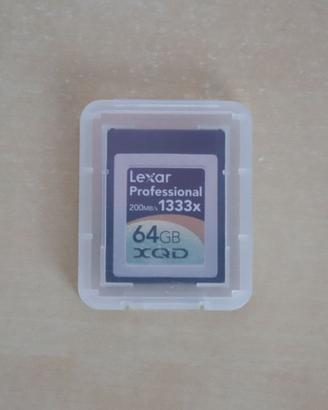 Lexar
Professional
200MB/s 1333x
64GB
XQD